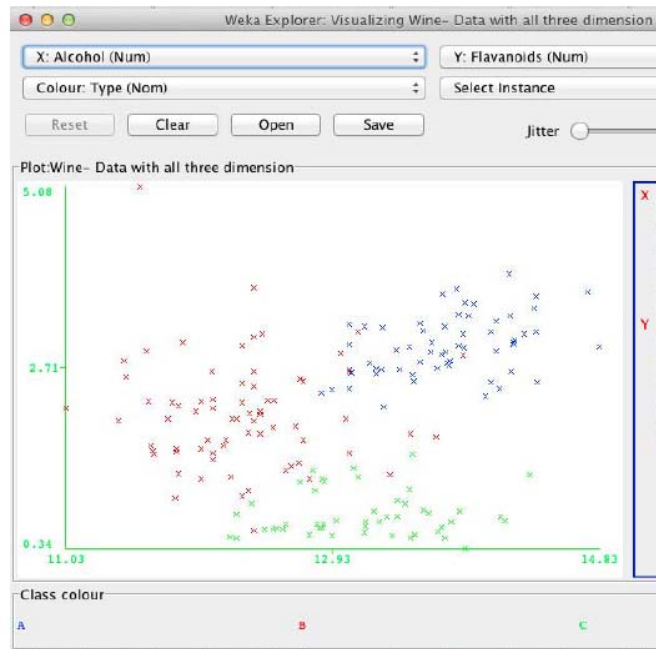 Weka Explorer: Visualizing Wine- Data with all three dimension
X: Alcohol (Num)
Y: Flavanoids (Num)
Colour: Type (Nom)
Select Instance
Reset
Clear
Open
Save
Jitter
Plot:Wine- Data with all three dimension
5.08
2.71
0.34
11.03
12.93
14.83
X
Y
Class colour
A
B
C